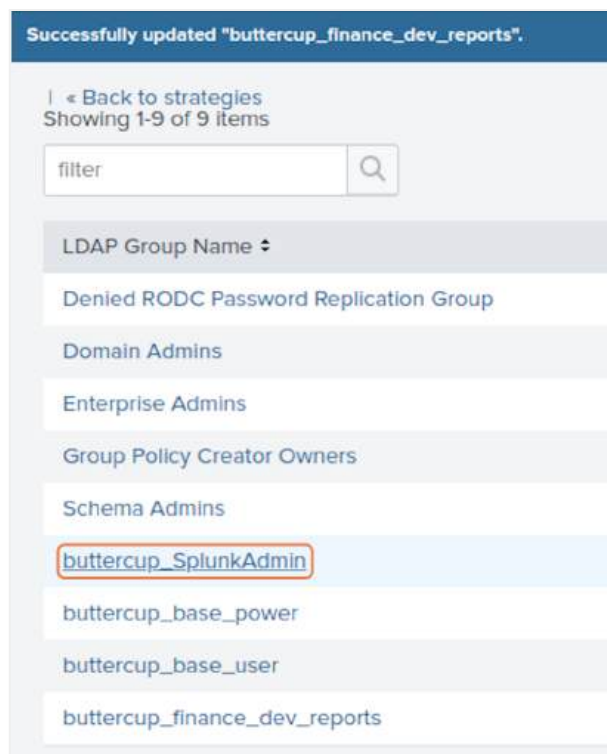 Successfully updated "buttercup_finance_dev_reports".
| « Back to strategies
Showing 1-9 of 9 items
filter
LDAP Group Name
Denied RODC Password Replication Group
Domain Admins
Enterprise Admins
Group Policy Creator Owners
Schema Admins
buttercup_SplunkAdmin
buttercup_base_power
buttercup_base_user
buttercup_finance_dev_reports